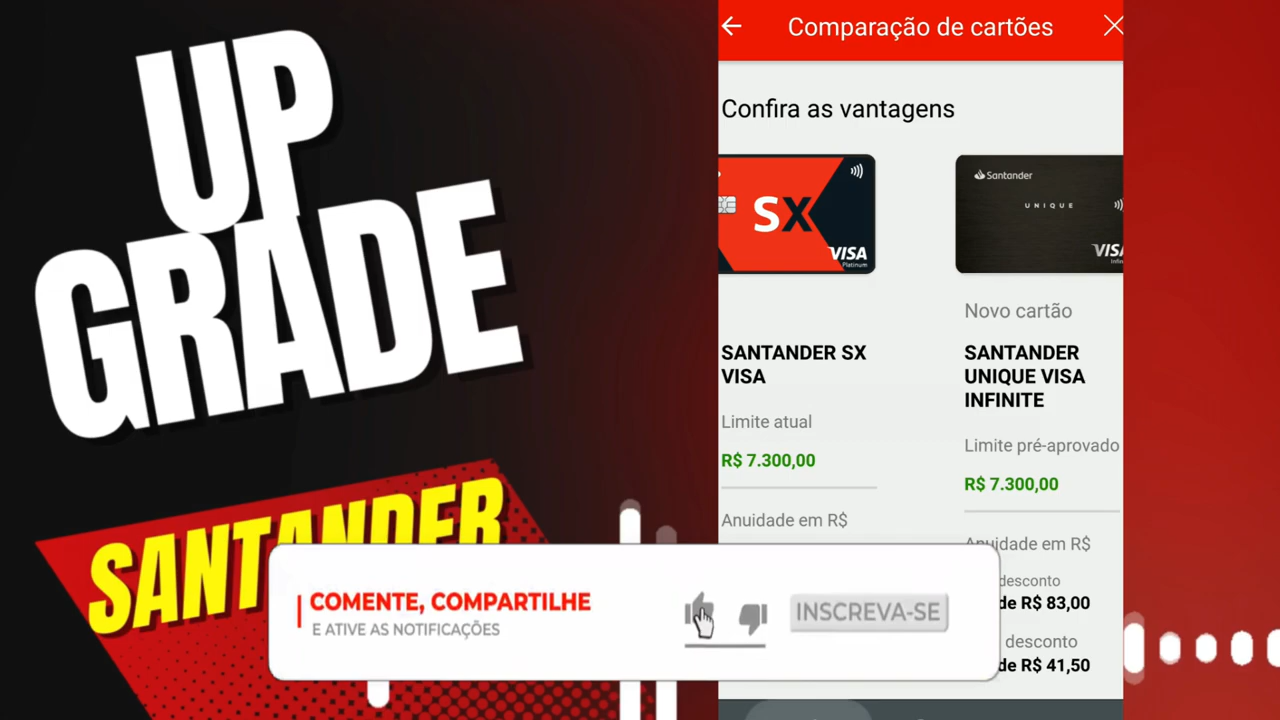 UP
GRADE
SANTANDER
Comparação de cartões
Confira as vantagens
SX
VISA
Platinum
Santander
UNIQUE
VISA
SANTANDER SX
VISA
Limite atual
R$ 7.300,00
Anuidade em R$
Novo cartão
SANTANDER
UNIQUE VISA
INFINITE
Limite pré-aprovado
R$ 7.300,00
Anuidade em R$
desconto
de R$ 83,00
desconto
de R$ 41,50
COMENTE, COMPARTILHE
E ATIVE AS NOTIFICAÇÕES
INSCREVA-SE